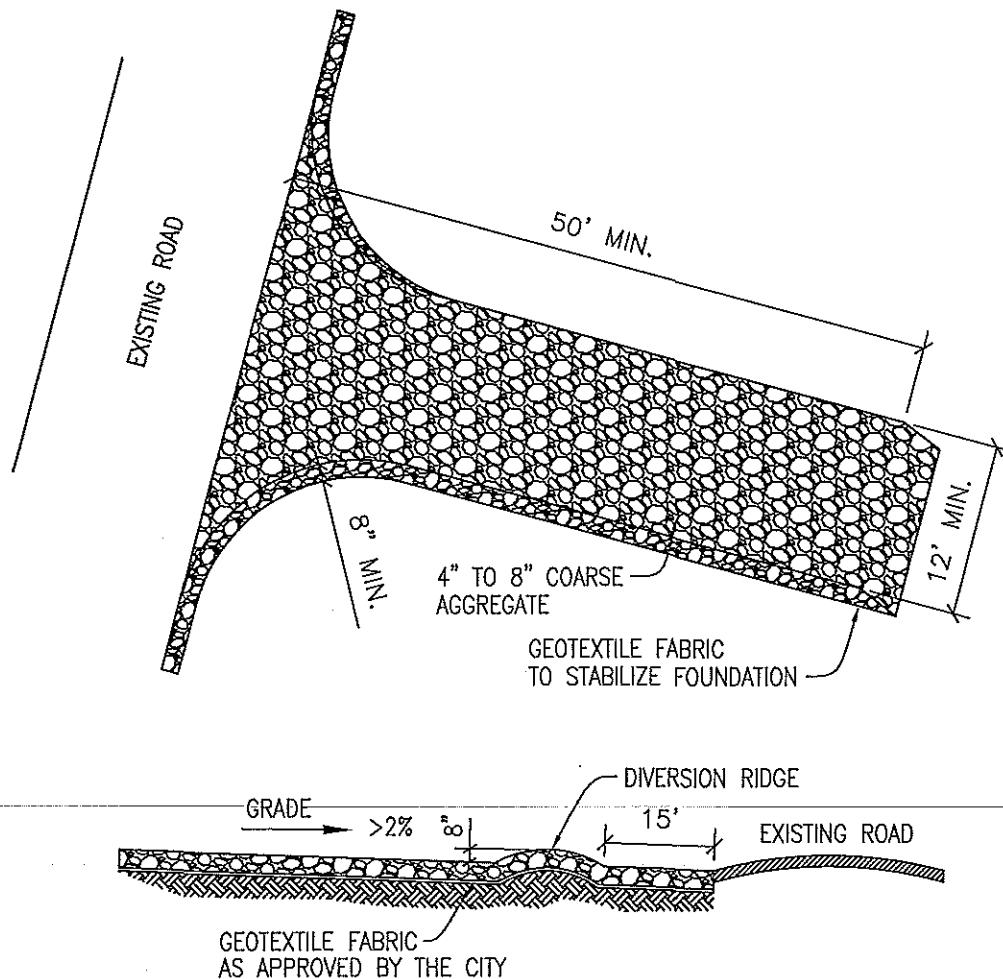 50' MIN.
EXISTING ROAD
8" MIN.
12' MIN.
4" TO 8" COARSE
AGGREGATE
GEOTEXTILE FABRIC
TO STABILIZE FOUNDATION
DIVERSION RIDGE
GRADE
>2%
8"
15'
EXISTING ROAD
GEOTEXTILE FABRIC
AS APPROVED BY THE CITY